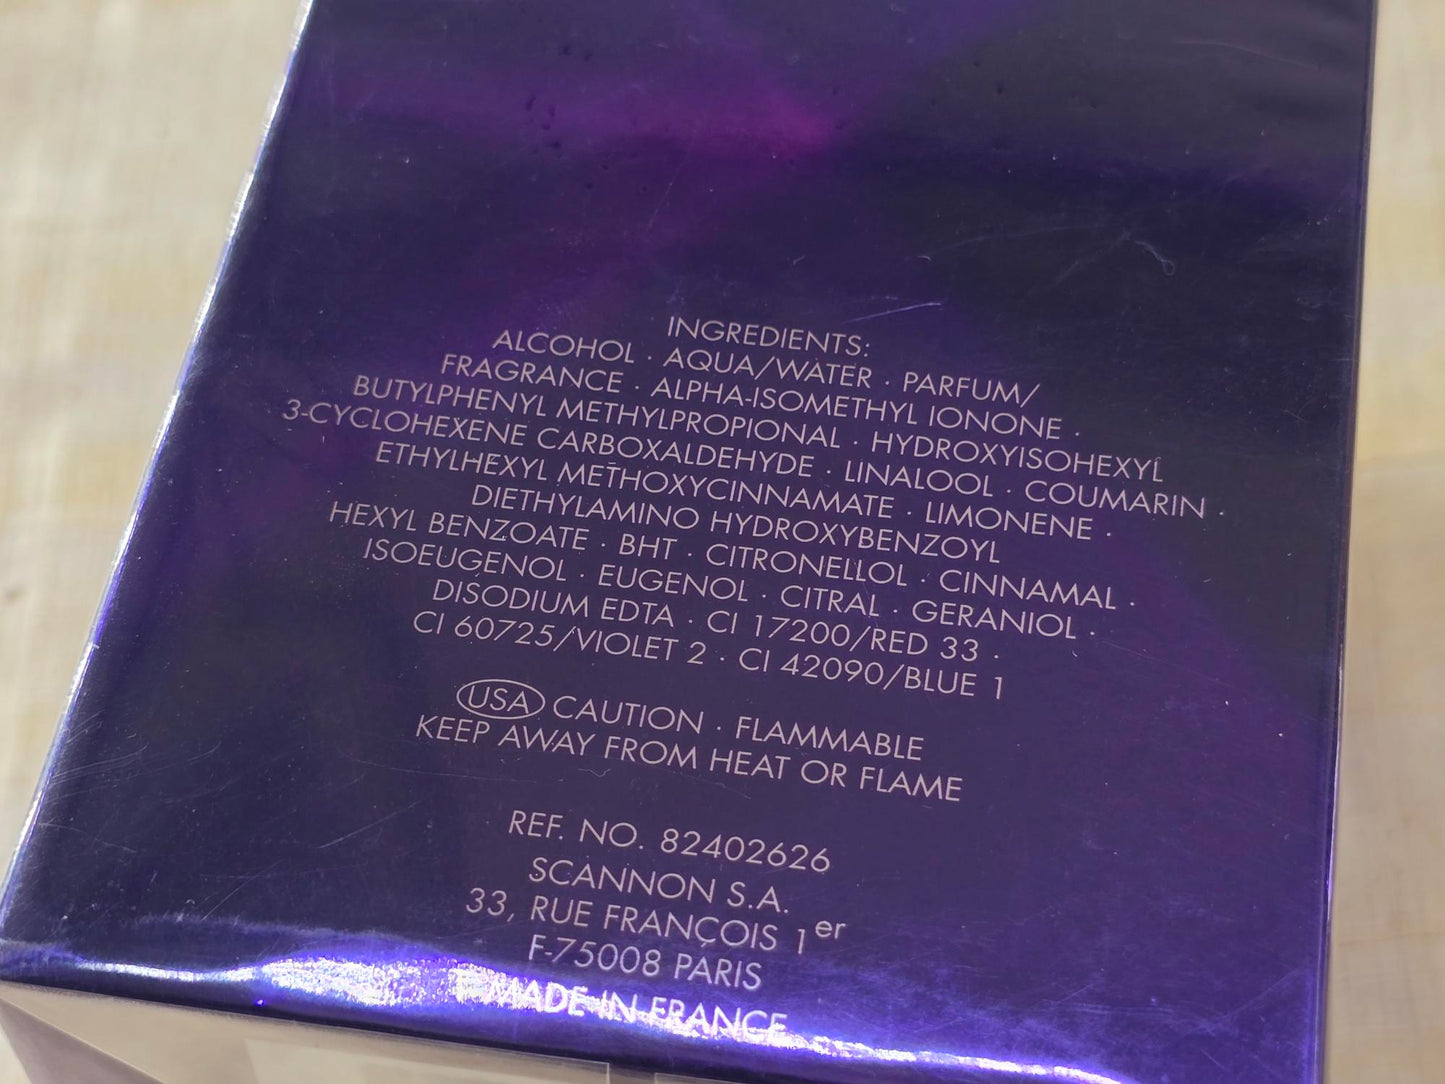 INGREDIENTS:
ALCOHOL · AQUA/WATER · PARFUM/
FRAGRANCE · ALPHA-ISOMETHYL IONONE ·
BUTYLPHENYL METHYLPROPIONAL · HYDROXYISOHEXYL
3-CYCLOHEXENE CARBOXALDEHYDE · LINALOOL · COUMARIN ·
ETHYLHEXYL METHOXYCINNAMATE · LIMONENE ·
DIETHYLAMINO HYDROXYBENZOYL
HEXYL BENZOATE · BHT · CITRONELLOL · CINNAMAL ·
ISOEUGENOL · EUGENOL · CITRAL · GERANIOL ·
DISODIUM EDTA · CI 17200/RED 33 ·
CI 60725/VIOLET 2 · CI 42090/BLUE 1
USA CAUTION · FLAMMABLE
KEEP AWAY FROM HEAT OR FLAME
REF. NO. 82402626
SCANNON S.A.
33, RUE FRANÇOIS 1er
F-75008 PARIS
MADE IN FRANCE